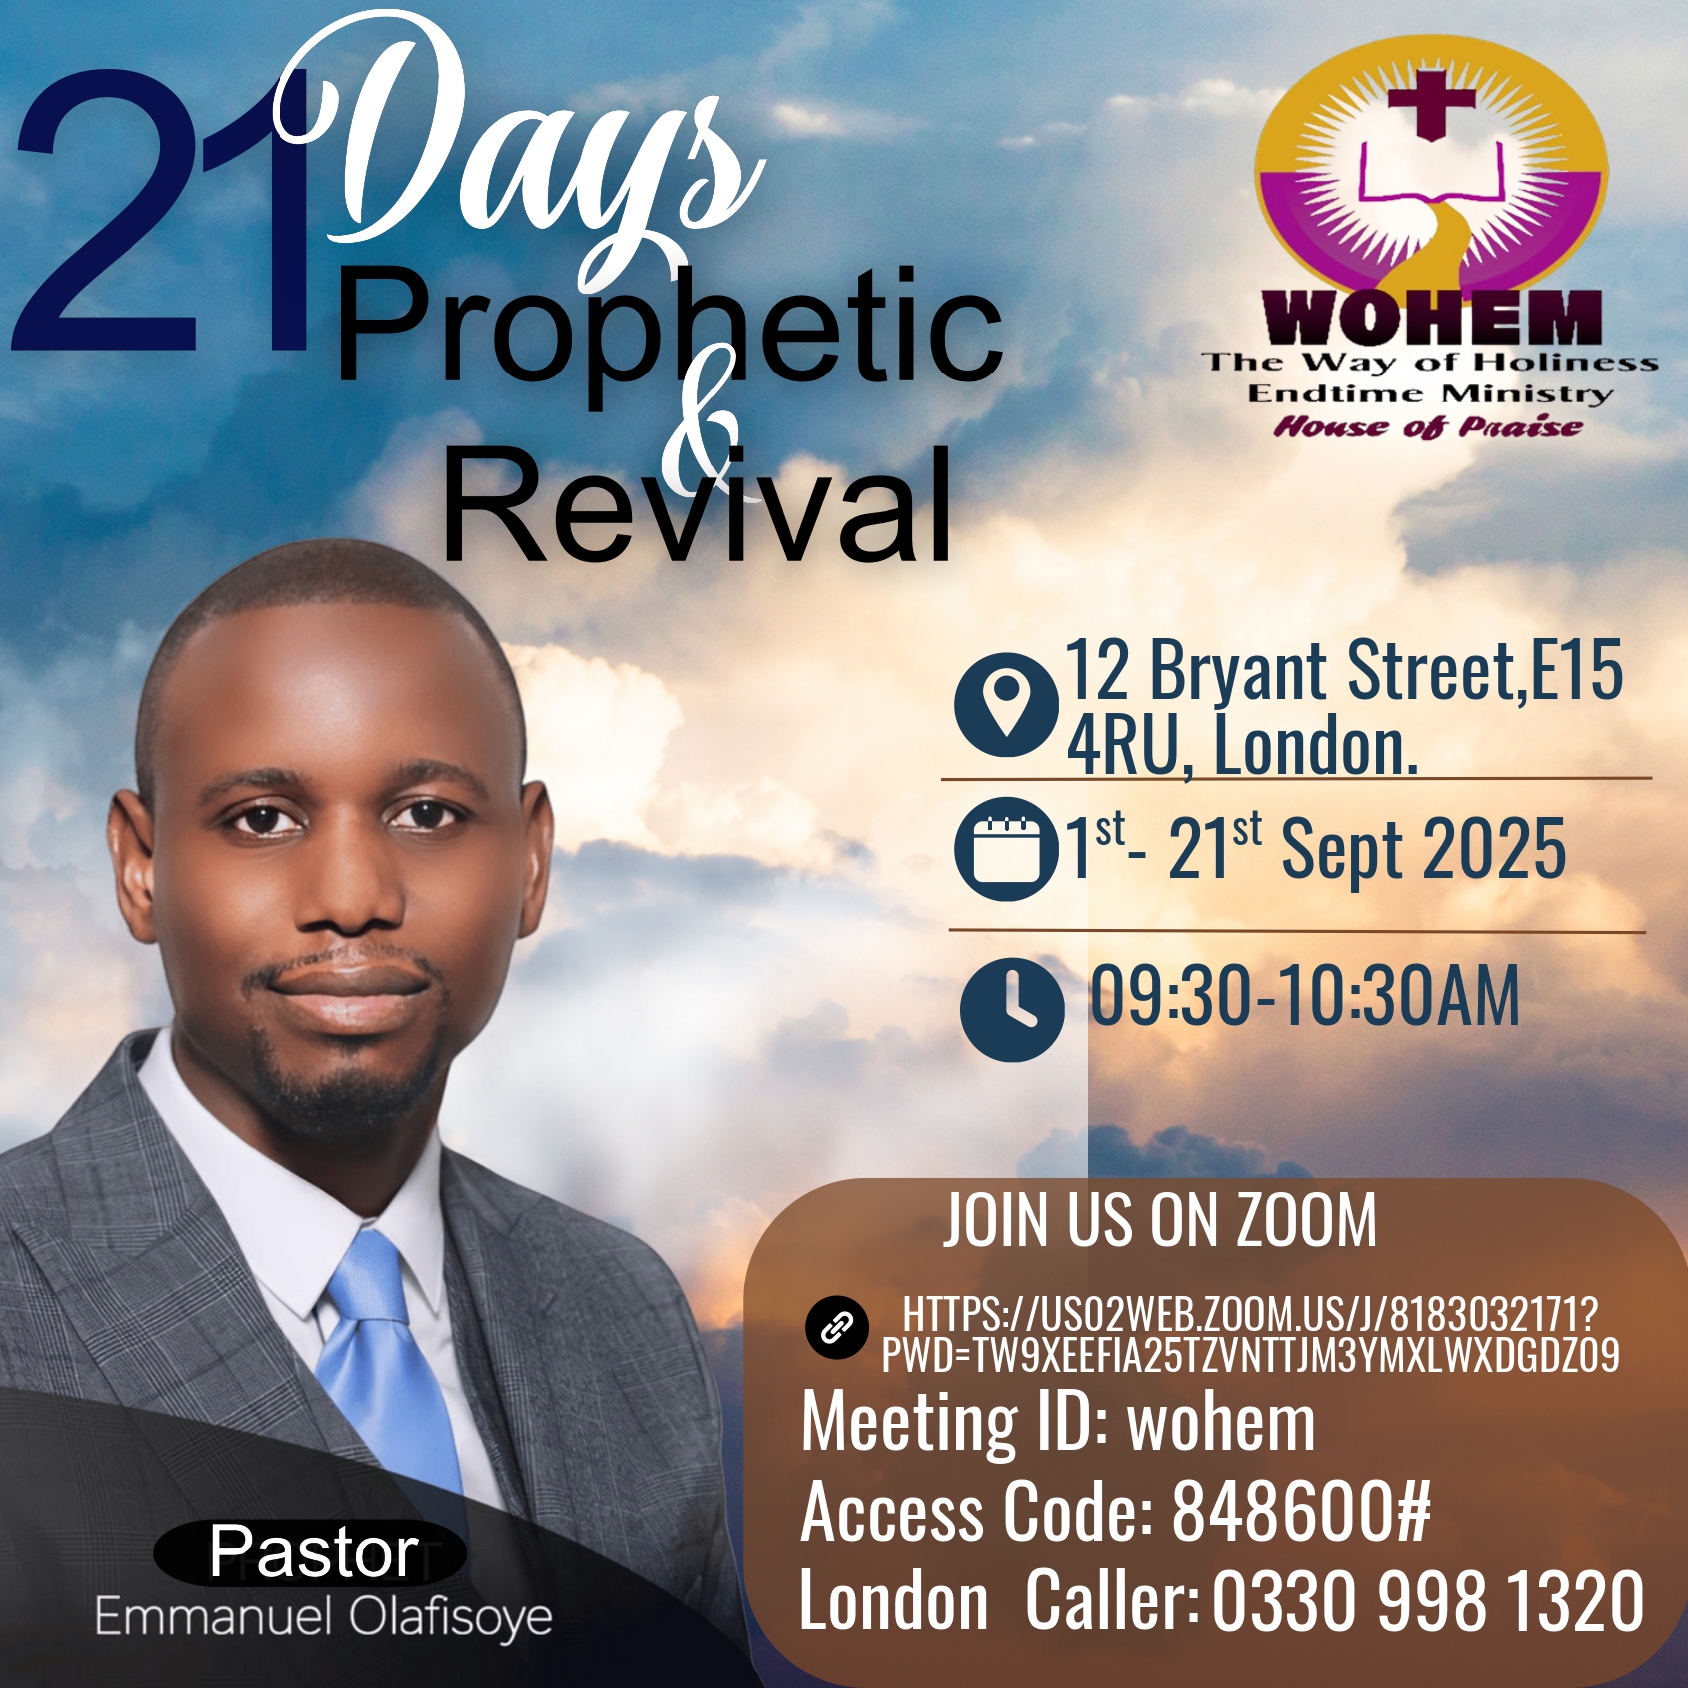 21 Days
Prophetic
&
Revival
WOHEM
The Way of Holiness
Endtime Ministry
House of Praise
12 Bryant Street,E15
4RU, London.
1st- 21st Sept 2025
09:30-10:30AM
JOIN US ON ZOOM
HTTPS://US02WEB.ZOOM.US/J/8183032171?
PWD=TW9XEEFIA25TZVNTTJM3YMXLWXDGDZ09
Meeting ID: wohem
Access Code: 848600#
London Caller: 0330 998 1320
Pastor
Emmanuel Olafisoye